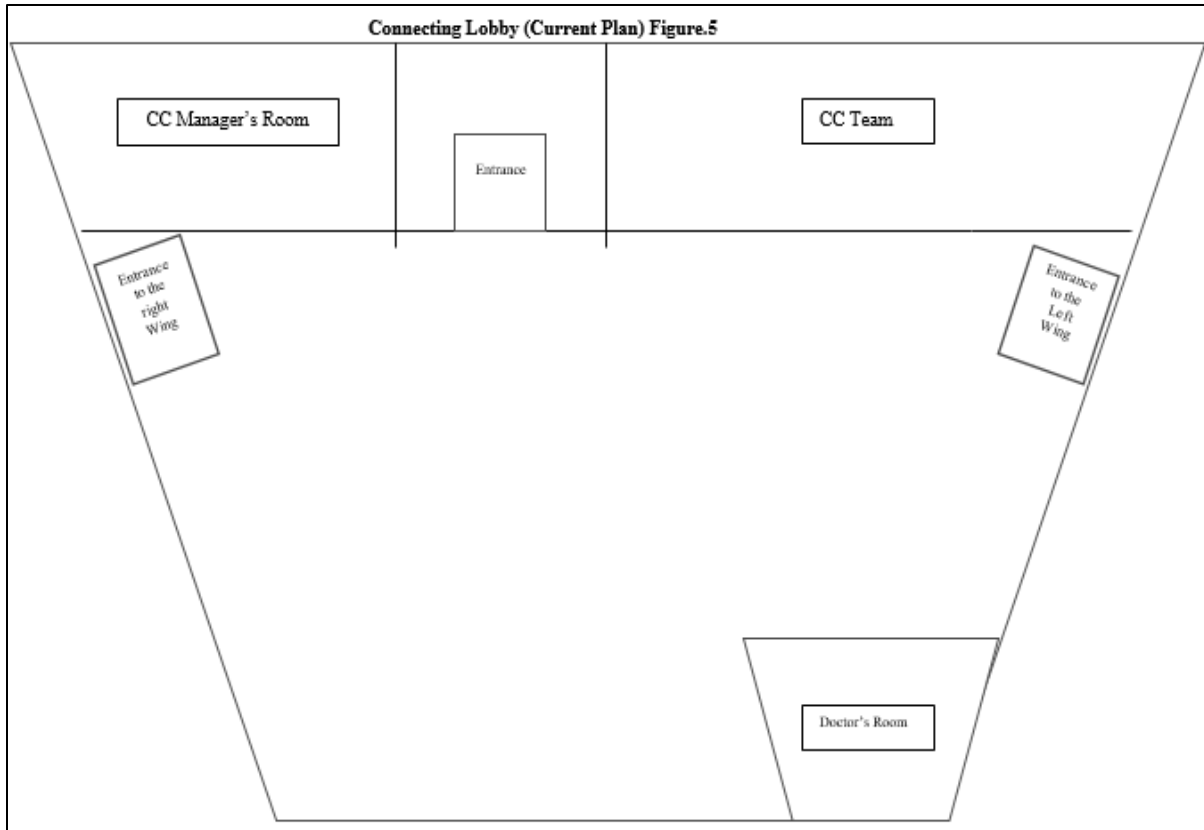 Connecting Lobby (Current Plan) Figure.5
CC Manager's Room
CC Team
Entrance
Entrance
to the
right
Wing
Entrance
to the
Left
Wing
Doctor's Room